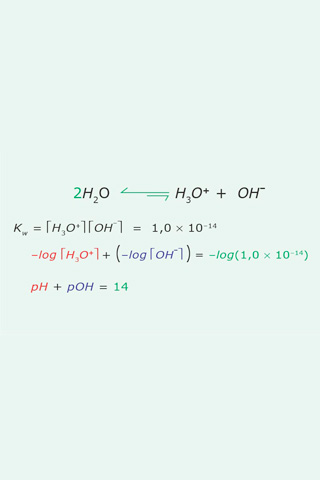 2H₂O ⇌ H₃O⁺ + OH⁻
K_w = ⌈H₃O⁺⌉⌈OH⁻⌉ = 1,0 × 10⁻¹⁴
–log⌈H₃O⁺⌉ + (–log⌈OH⁻⌉) = –log(1,0 × 10⁻¹⁴)
pH + pOH = 14